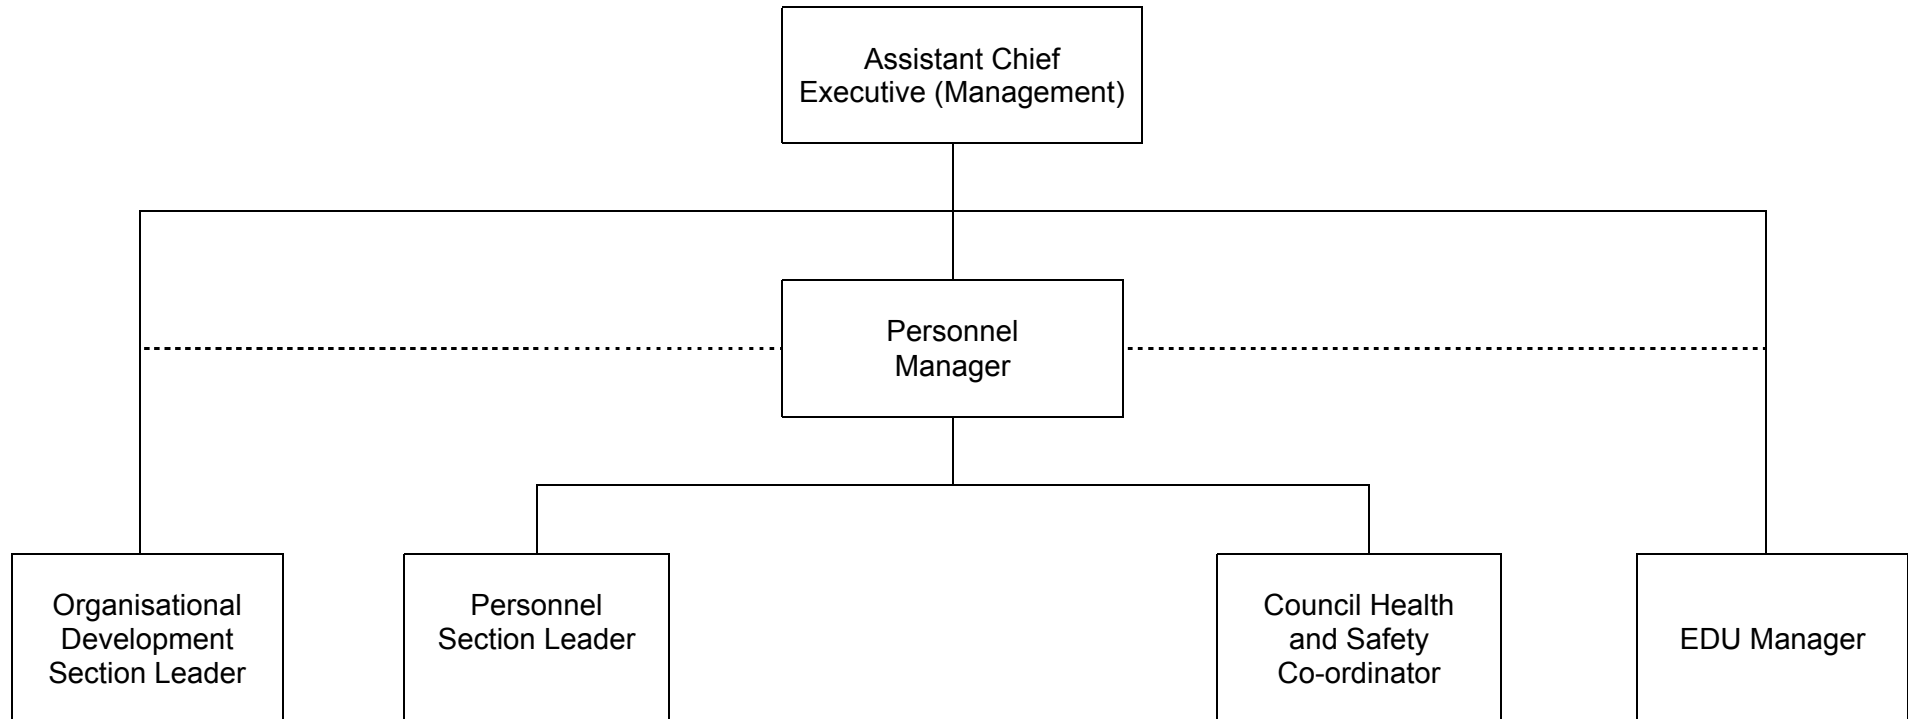 Assistant Chief
Executive (Management)
Personnel
Manager
Organisational
Development
Section Leader
Personnel
Section Leader
Council Health
and Safety
Co-ordinator
EDU Manager